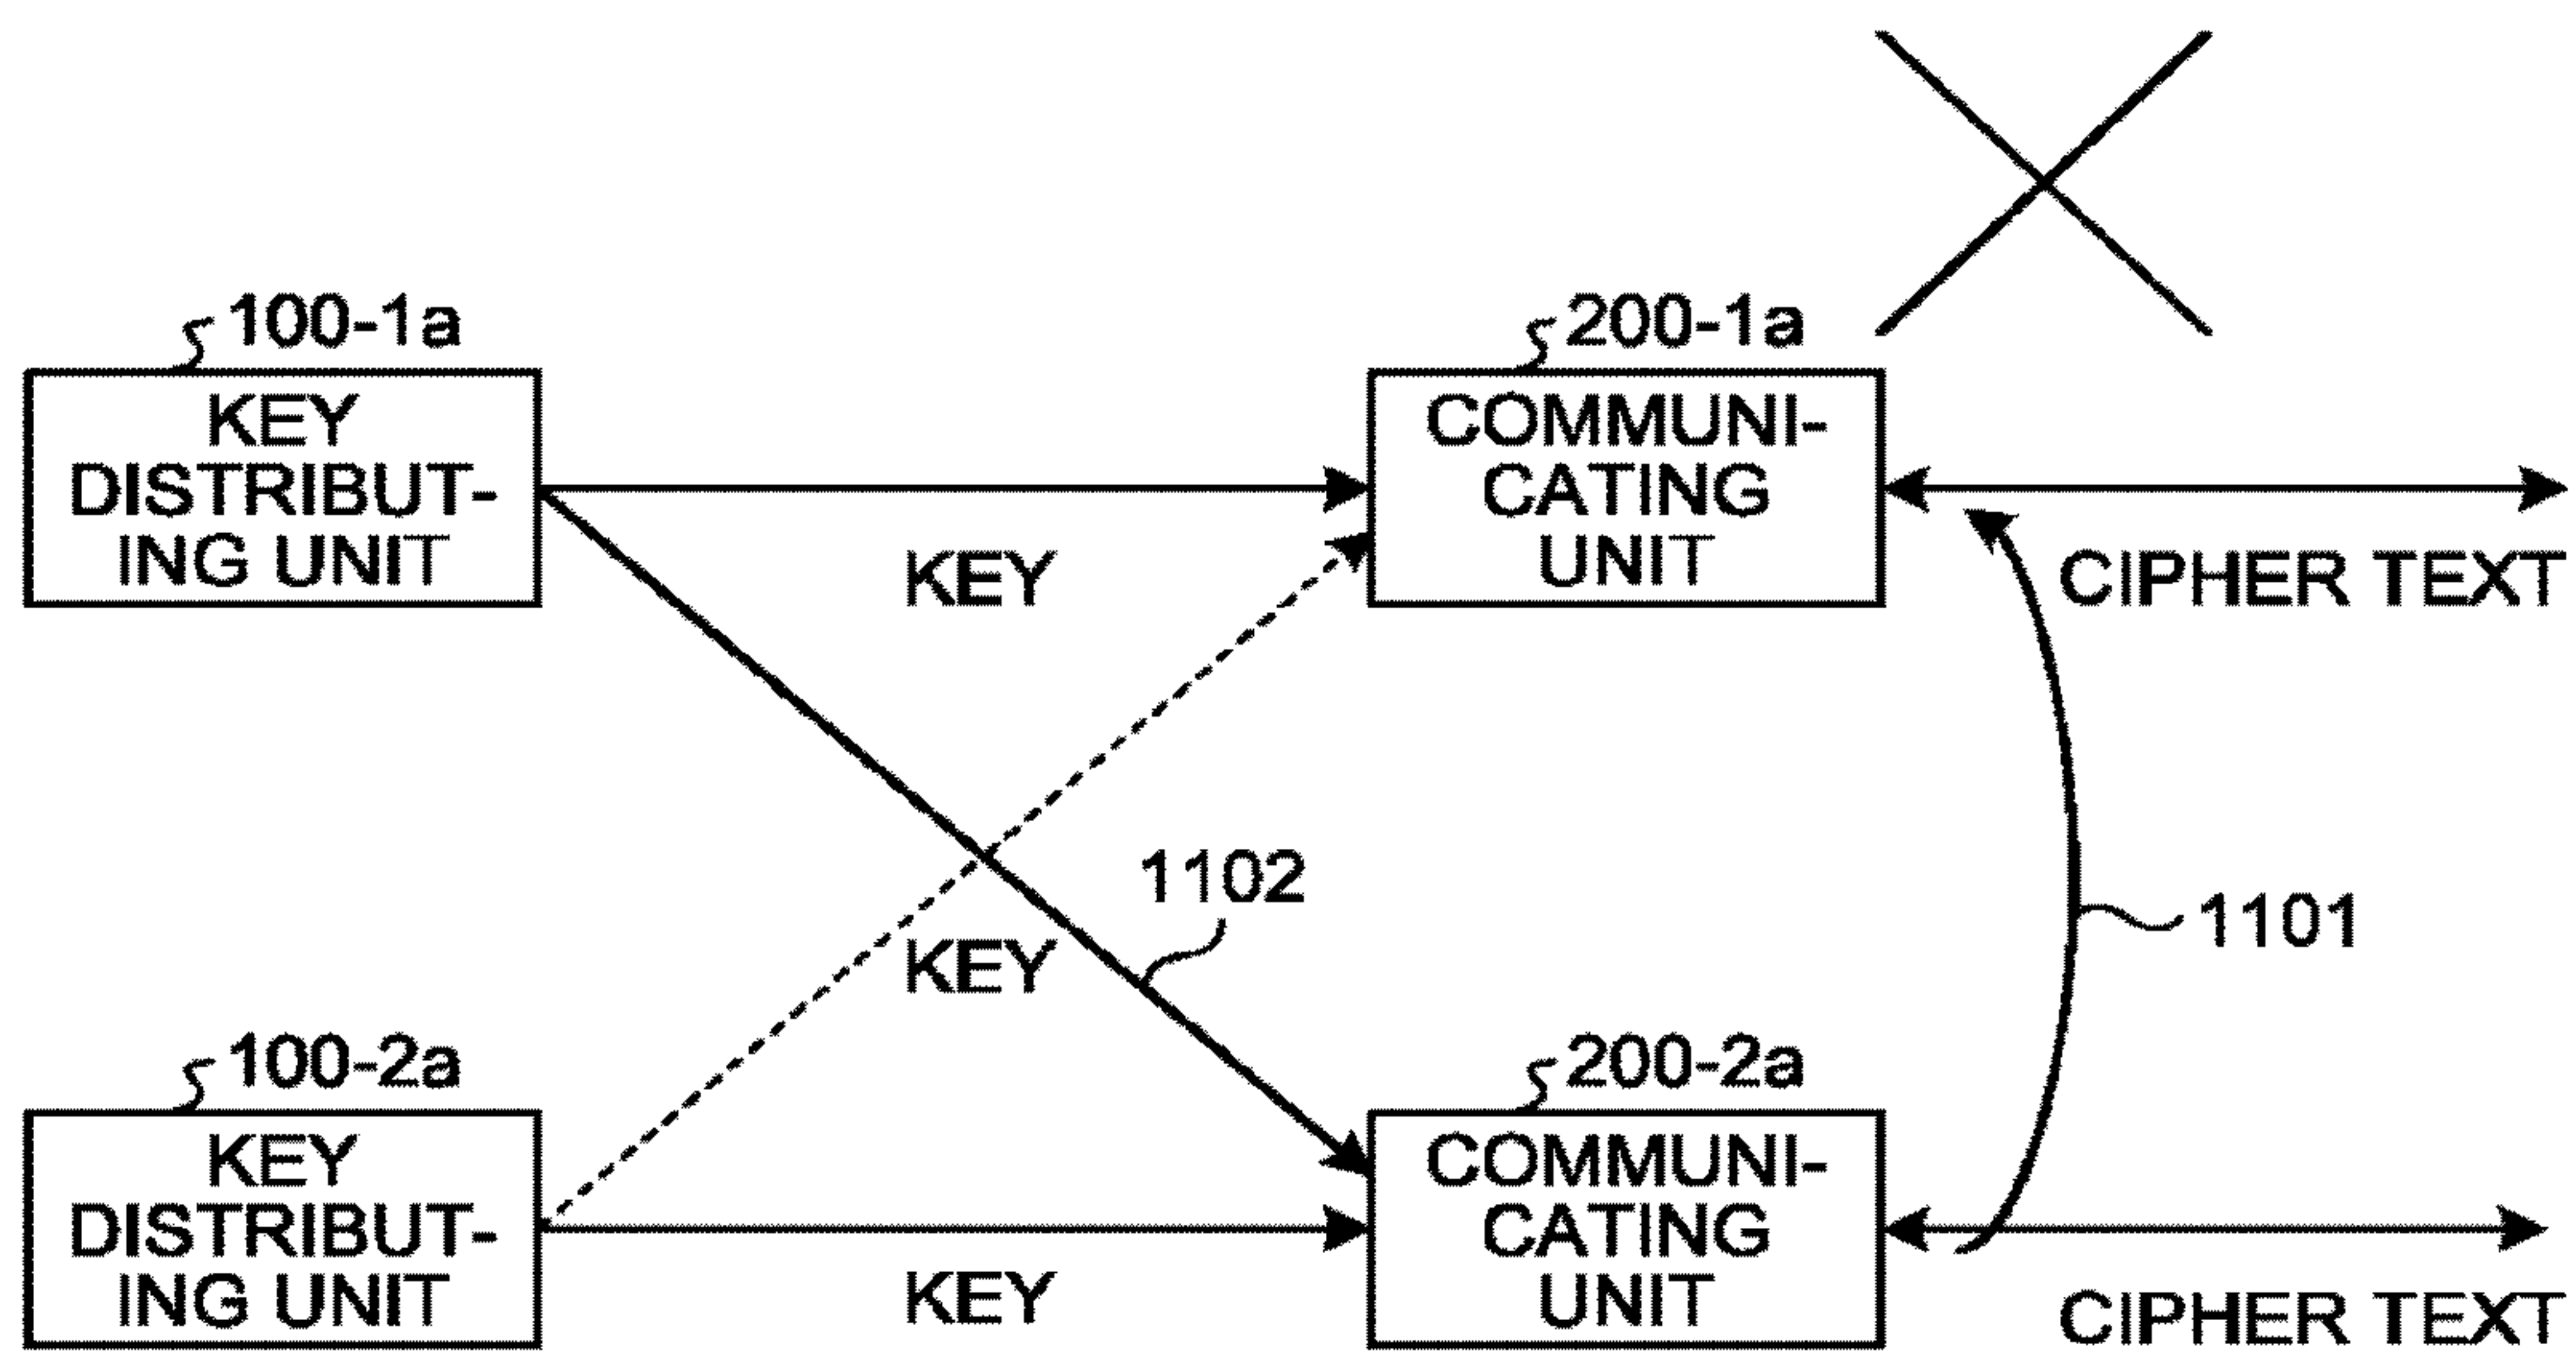 100-1a
KEY
DISTRIBUT-
ING UNIT
200-1a
COMMUNI-
CATING
UNIT
KEY
CIPHER TEXT
1102
KEY
1101
100-2a
KEY
DISTRIBUT-
ING UNIT
200-2a
COMMUNI-
CATING
UNIT
KEY
CIPHER TEXT